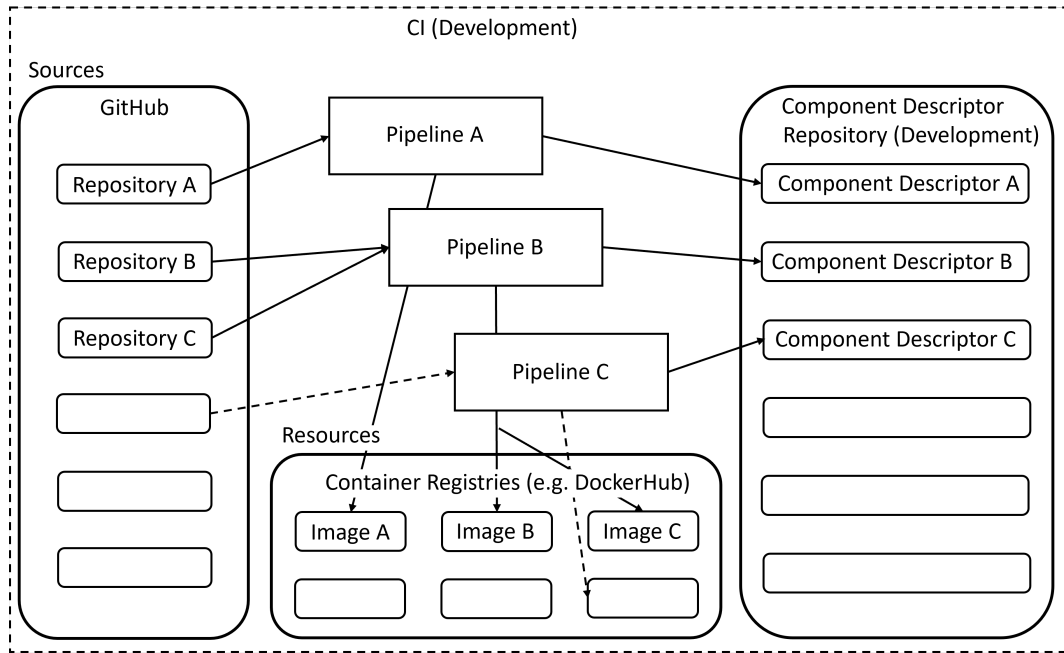 CI (Development)
Sources
GitHub
Repository A
Repository B
Repository C
Pipeline A
Pipeline B
Pipeline C
Resources
Container Registries (e.g. DockerHub)
Image A
Image B
Image C
Component Descriptor
Repository (Development)
Component Descriptor A
Component Descriptor B
Component Descriptor C